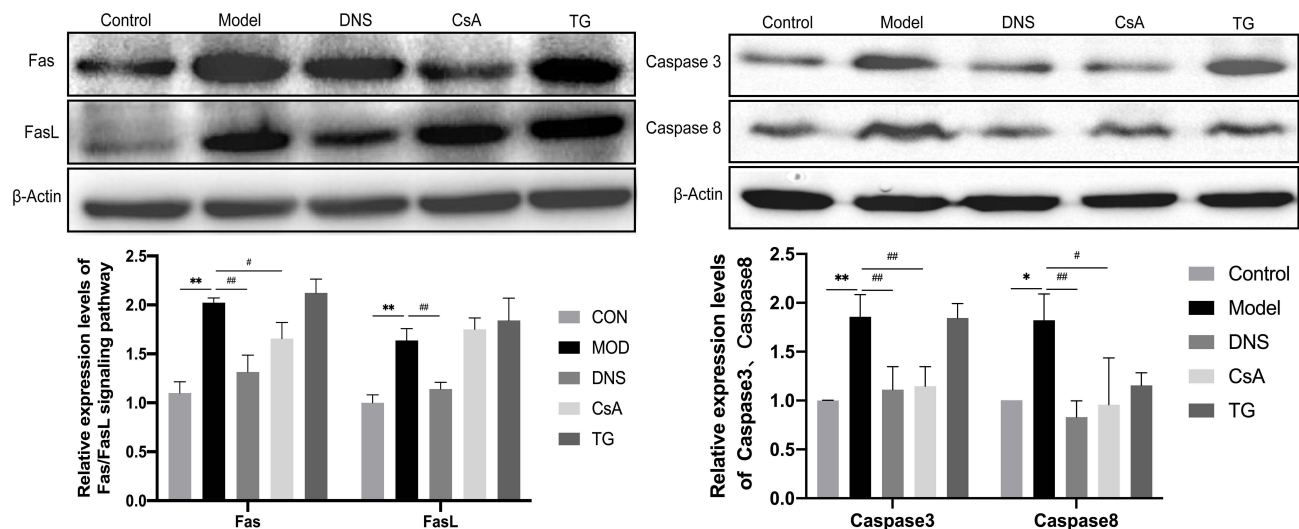 Control Model DNS CsA TG
Fas
FasL
β-Actin
Relative expression levels of
Fas/FasL signaling pathway
2.5
2.0
1.5
1.0
0.5
0.0
** ## #
** ##
Fas FasL
CON
MOD
DNS
CsA
TG
Control Model DNS CsA TG
Caspase 3
Caspase 8
β-Actin
Relative expression levels
of Caspase3、Caspase8
2.5
2.0
1.5
1.0
0.5
0.0
** ## ##
* ## #
Caspase3 Caspase8
Control
Model
DNS
CsA
TG